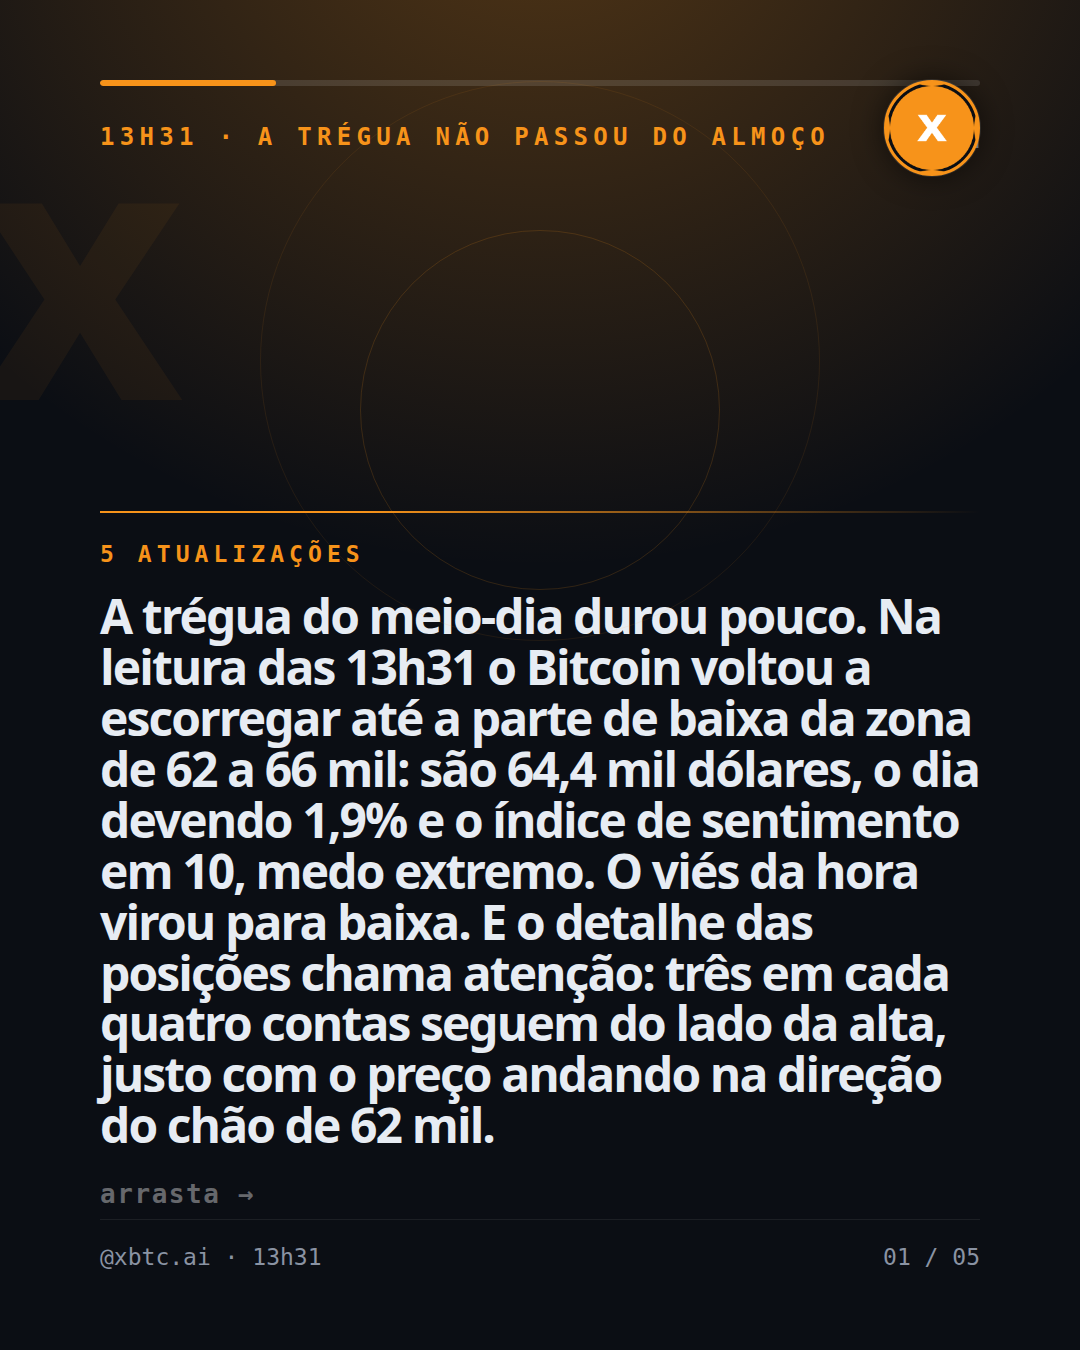 13H31 · A TRÉGUA NÃO PASSOU DO ALMOÇO
X
X
5 ATUALIZAÇÕES
A trégua do meio-dia durou pouco. Na
leitura das 13h31 o Bitcoin voltou a
escorregar até a parte de baixa da zona
de 62 a 66 mil: são 64,4 mil dólares, o dia
devendo 1,9% e o índice de sentimento
em 10, medo extremo. O viés da hora
virou para baixa. E o detalhe das
posições chama atenção: três em cada
quatro contas seguem do lado da alta,
justo com o preço andando na direção
do chão de 62 mil.
arrasta →
@xbtc.ai · 13h31
01 / 05